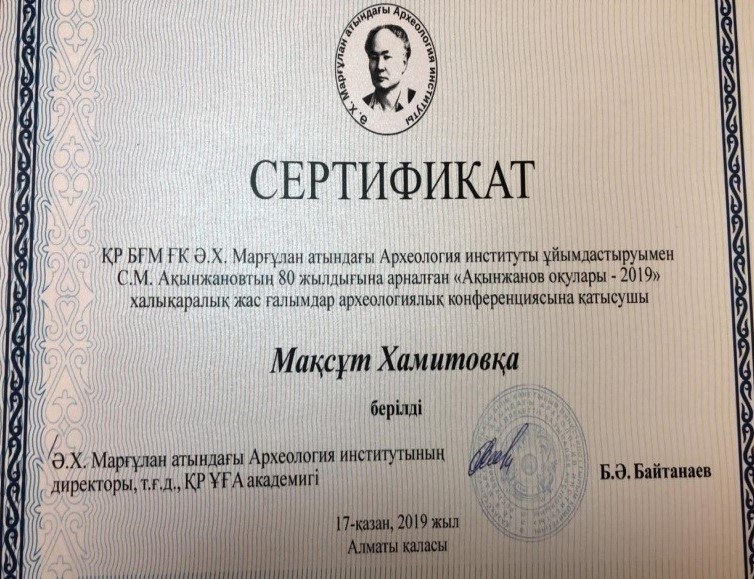 Ә.Х. Марғұлан атындағы Археология институты
СЕРТИФИКАТ
ҚР БҒМ ҒК Ә.Х. Марғұлан атындағы Археология институты ұйымдастыруымен
С.М. Ақынжановтың 80 жылдығына арналған «Ақынжанов оқулары - 2019»
халықаралық жас ғалымдар археологиялық конференциясына қатысушы
Мақсұт Хамитовқа
берілді
Ә.Х. Марғұлан атындағы Археология институтының
директоры, т.ғ.д., ҚР ҰҒА академигі
Б.Ә. Байтанаев
17-қазан, 2019 жыл
Алматы қаласы